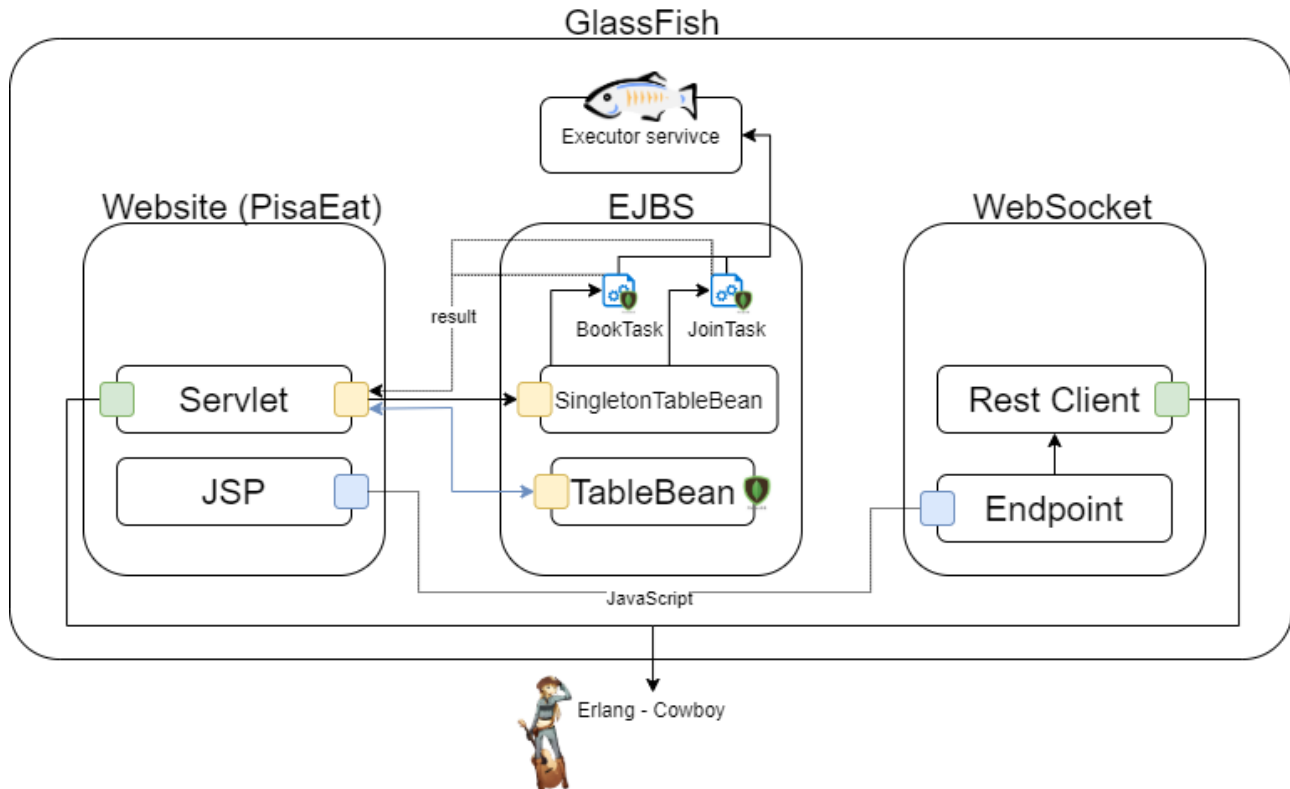 GlassFish
Executor servivce
Website (PisaEat)
EJBS
WebSocket
result
BookTask
JoinTask
Servlet
SingletonTableBean
Rest Client
JSP
TableBean
Endpoint
JavaScript
Erlang - Cowboy